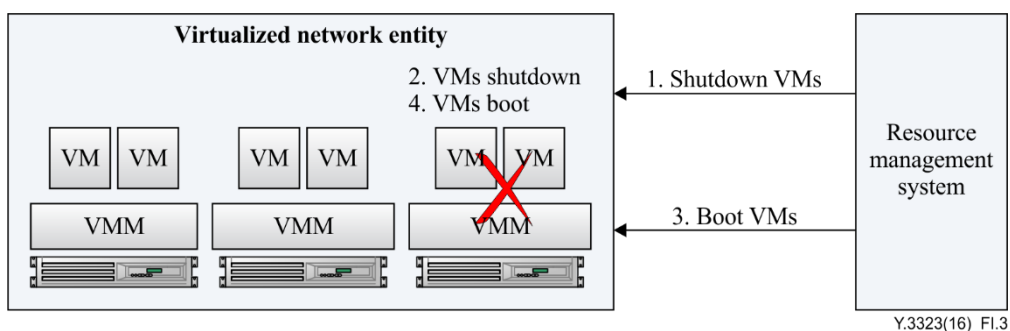 Virtualized network entity
2. VMs shutdown
4. VMs boot
1. Shutdown VMs
3. Boot VMs
Resource
management
system
VM VM VM VM VM VM
VMM VMM VMM
Y.3323(16)_FI.3